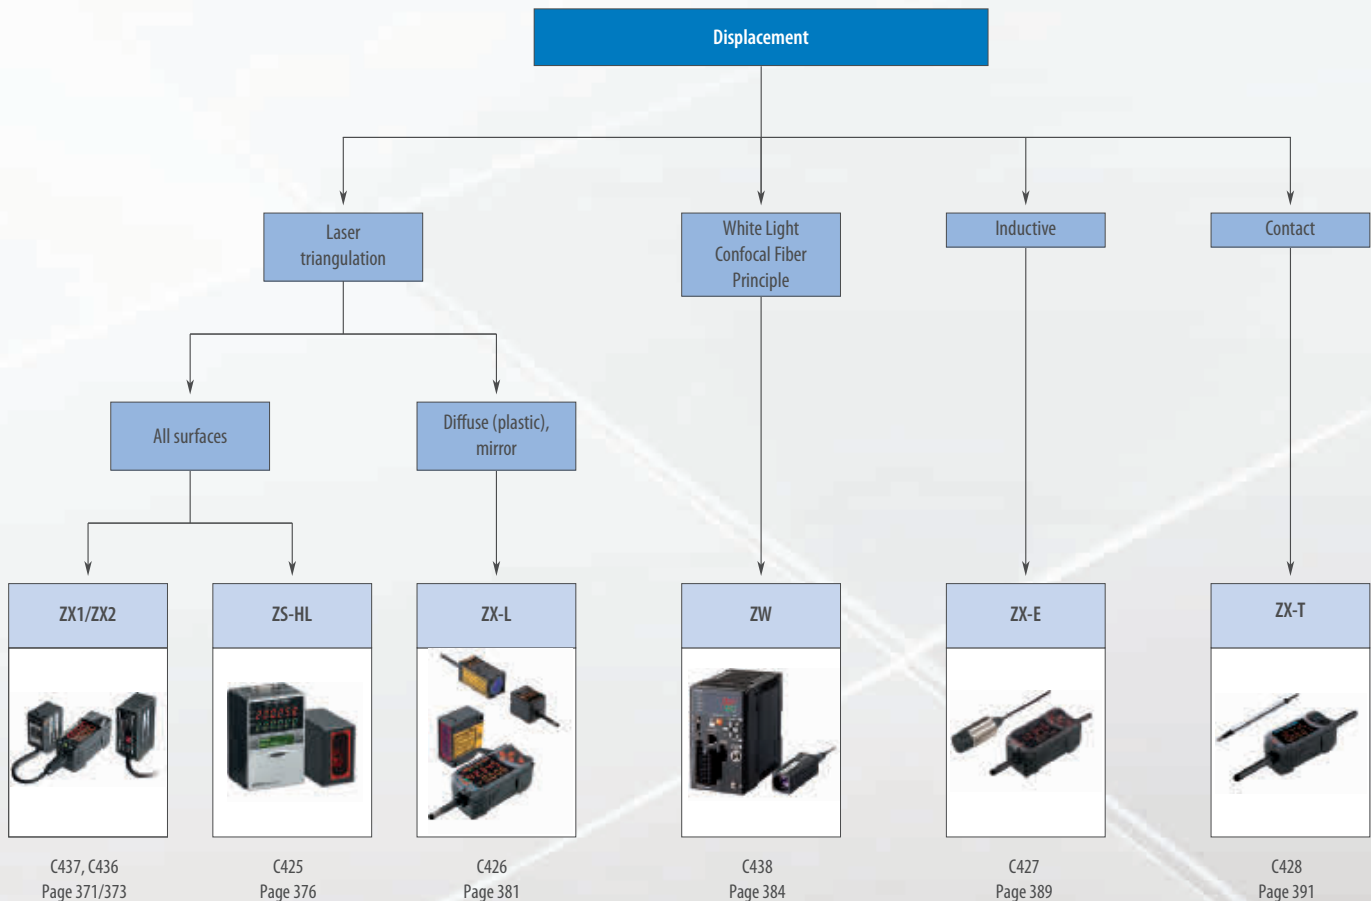 Displacement
Laser
triangulation
White Light
Confocal Fiber
Principle
Inductive
Contact
All surfaces
Diffuse (plastic),
mirror
ZX1/ZX2
ZS-HL
ZX-L
ZW
ZX-E
ZX-T
C437, C436
Page 371/373
C425
Page 376
C426
Page 381
C438
Page 384
C427
Page 389
C428
Page 391